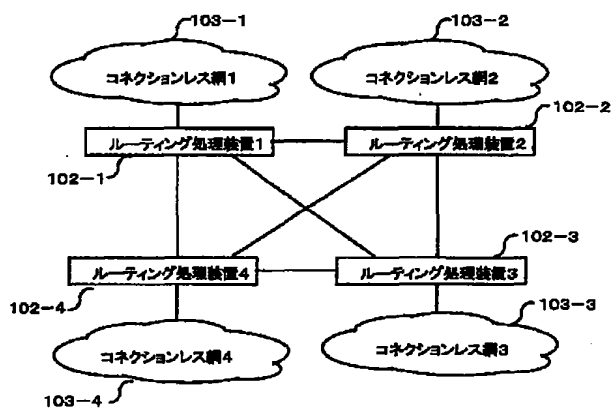 103-1
103-2
コネクションレス網1
コネクションレス網2
102-2
ルーティング処理装置1
ルーティング処理装置2
102-1
102-3
ルーティング処理装置4
ルーティング処理装置3
102-4
103-3
コネクションレス網4
コネクションレス網3
103-4